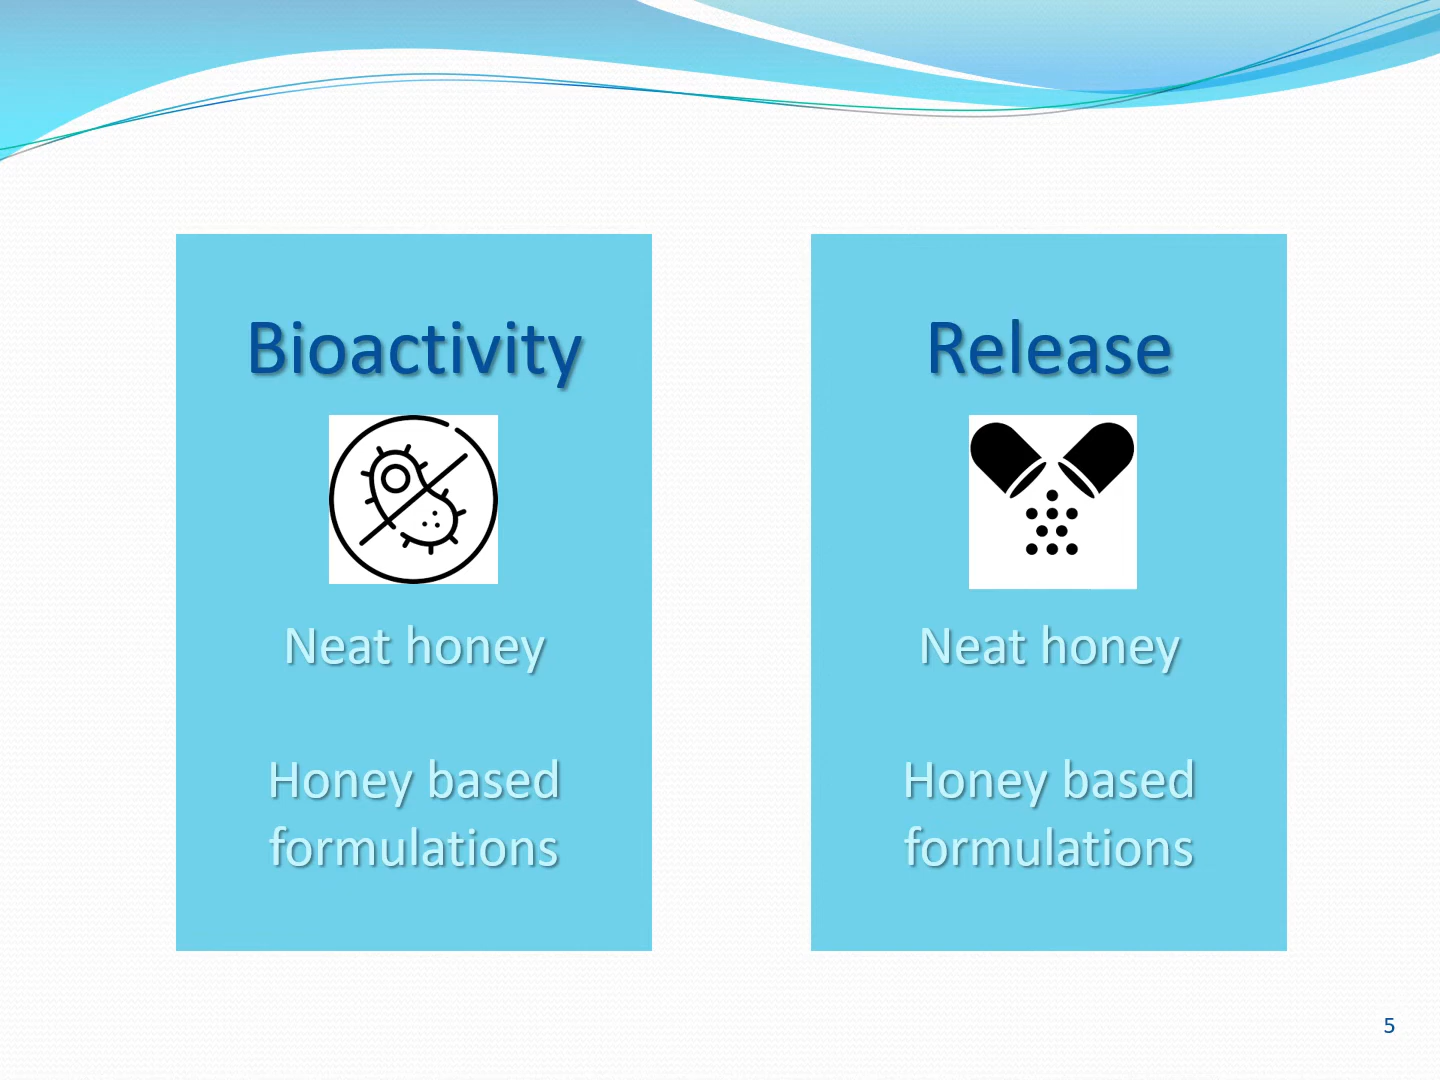 Bioactivity
Neat honey
Honey based
formulations
Release
Neat honey
Honey based
formulations
5